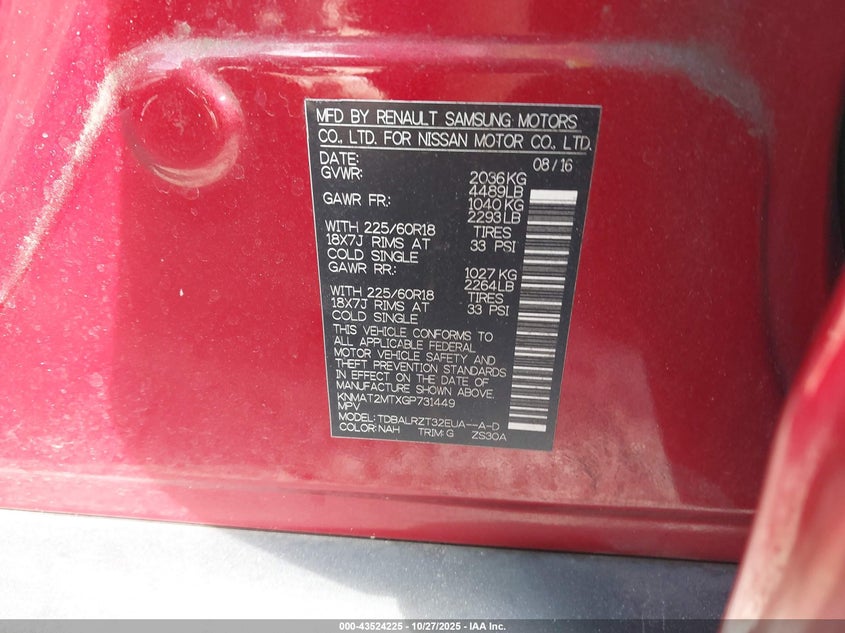 MFD BY RENAULT SAMSUNG MOTORS
CO., LTD. FOR NISSAN MOTOR CO., LTD.
DATE: 08/16
GVWR: 2036KG
4489LB
GAWR FR: 1040KG
2293LB
WITH 225/60R18 TIRES
18X7J RIMS AT 33 PSI
COLD SINGLE
GAWR RR: 1027KG
2264LB
WITH 225/60R18 TIRES
18X7J RIMS AT 33 PSI
COLD SINGLE
THIS VEHICLE CONFORMS TO
ALL APPLICABLE FEDERAL
MOTOR VEHICLE SAFETY AND
THEFT PREVENTION STANDARDS
IN EFFECT ON THE DATE OF
MANUFACTURE SHOWN ABOVE.
KNMAT2MTXGP731449
MPV
MODEL: TDBALRZT32EUA--A-D
COLOR: NAH TRIM: G ZS30A
000-43524225 | 10/27/2025 - IAA Inc.